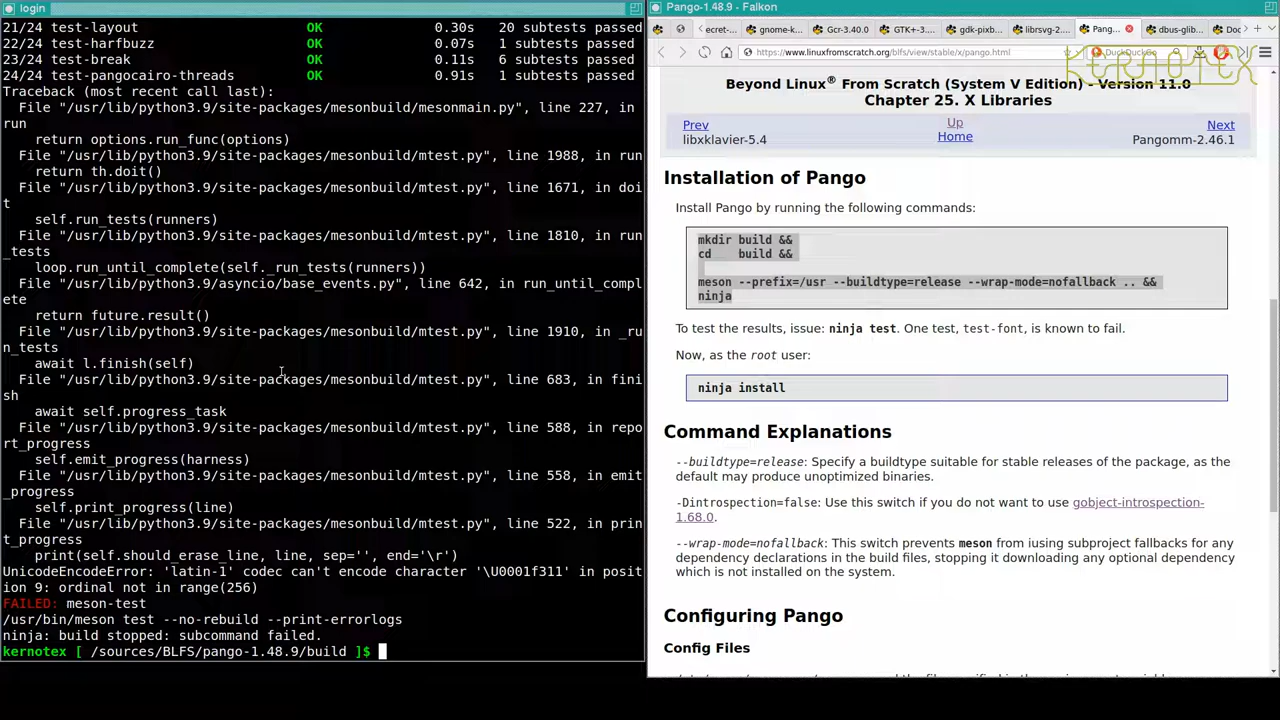 login
21/24 test-layout OK 0.30s 20 subtests passed
22/24 test-harfbuzz OK 0.07s 1 subtests passed
23/24 test-break OK 0.11s 6 subtests passed
24/24 test-pangocairo-threads OK 0.91s 1 subtests passed
Traceback (most recent call last):
File "/usr/lib/python3.9/site-packages/mesonbuild/mesonmain.py", line 227, in
run
return options.run_func(options)
File "/usr/lib/python3.9/site-packages/mesonbuild/mtest.py", line 1988, in run
return th.doit()
File "/usr/lib/python3.9/site-packages/mesonbuild/mtest.py", line 1671, in doi
t
self.run_tests(runners)
File "/usr/lib/python3.9/site-packages/mesonbuild/mtest.py", line 1810, in run
_tests
loop.run_until_complete(self._run_tests(runners))
File "/usr/lib/python3.9/asyncio/base_events.py", line 642, in run_until_compl
ete
return future.result()
File "/usr/lib/python3.9/site-packages/mesonbuild/mtest.py", line 1910, in _ru
n_tests
await l.finish(self)
File "/usr/lib/python3.9/site-packages/mesonbuild/mtest.py", line 683, in fini
sh
await self.progress_task
File "/usr/lib/python3.9/site-packages/mesonbuild/mtest.py", line 588, in repo
rt_progress
self.emit_progress(harness)
File "/usr/lib/python3.9/site-packages/mesonbuild/mtest.py", line 558, in emit
_progress
self.print_progress(line)
File "/usr/lib/python3.9/site-packages/mesonbuild/mtest.py", line 522, in prin
t_progress
print(self.should_erase_line, line, sep='', end='\r')
UnicodeEncodeError: 'latin-1' codec can't encode character '\U0001f311' in posit
ion 9: ordinal not in range(256)
FAILED: meson-test
/usr/bin/meson test --no-rebuild --print-errorlogs
ninja: build stopped: subcommand failed.
kernotex [ /sources/BLFS/pango-1.48.9/build ]$
Pango-1.48.9 - Falkon
ecret-... gnome-k... Gcr-3.40.0 GTK+-3.... gdk-pixb... librsvg-2.... Pang... dbus-glib... Doc
https://www.linuxfromscratch.org/blfs/view/stable/x/pango.html DuckDuckGo
KERNOTEX
Beyond Linux® From Scratch (System V Edition) - Version 11.0
Chapter 25. X Libraries
Prev Up Next
libxklavier-5.4 Home Pangomm-2.46.1
Installation of Pango
Install Pango by running the following commands:
mkdir build &&
cd build &&
meson --prefix=/usr --buildtype=release --wrap-mode=nofallback .. &&
ninja
To test the results, issue: ninja test. One test, test-font, is known to fail.
Now, as the root user:
ninja install
Command Explanations
--buildtype=release: Specify a buildtype suitable for stable releases of the package, as the
default may produce unoptimized binaries.
-Dintrospection=false: Use this switch if you do not want to use gobject-introspection-
1.68.0.
--wrap-mode=nofallback: This switch prevents meson from iusing subproject fallbacks for any
dependency declarations in the build files, stopping it downloading any optional dependency
which is not installed on the system.
Configuring Pango
Config Files